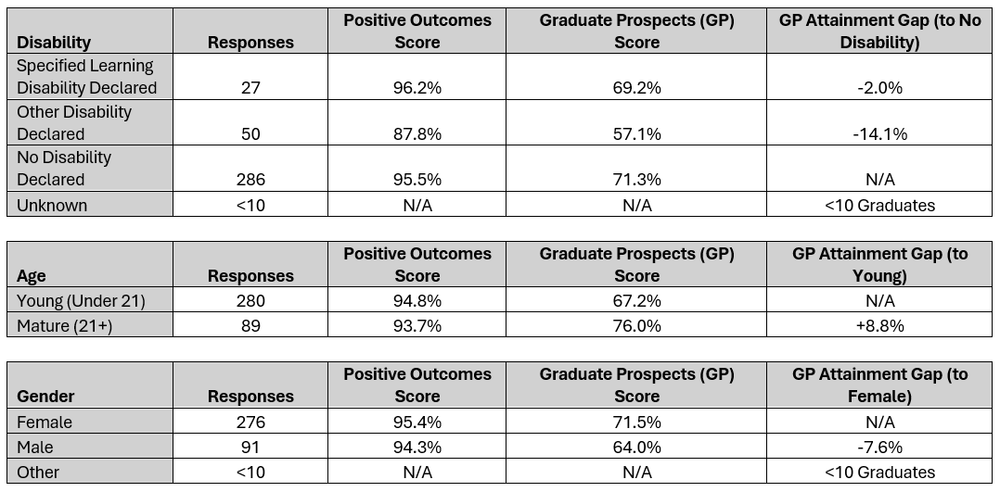 Disability Responses Positive Outcomes Score Graduate Prospects (GP) Score GP Attainment Gap (to No Disability)
Specified Learning Disability Declared 27 96.2% 69.2% -2.0%
Other Disability Declared 50 87.8% 57.1% -14.1%
No Disability Declared 286 95.5% 71.3% N/A
Unknown <10 N/A N/A <10 Graduates
Age Responses Positive Outcomes Score Graduate Prospects (GP) Score GP Attainment Gap (to Young)
Young (Under 21) 280 94.8% 67.2% N/A
Mature (21+) 89 93.7% 76.0% +8.8%
Gender Responses Positive Outcomes Score Graduate Prospects (GP) Score GP Attainment Gap (to Female)
Female 276 95.4% 71.5% N/A
Male 91 94.3% 64.0% -7.6%
Other <10 N/A N/A <10 Graduates